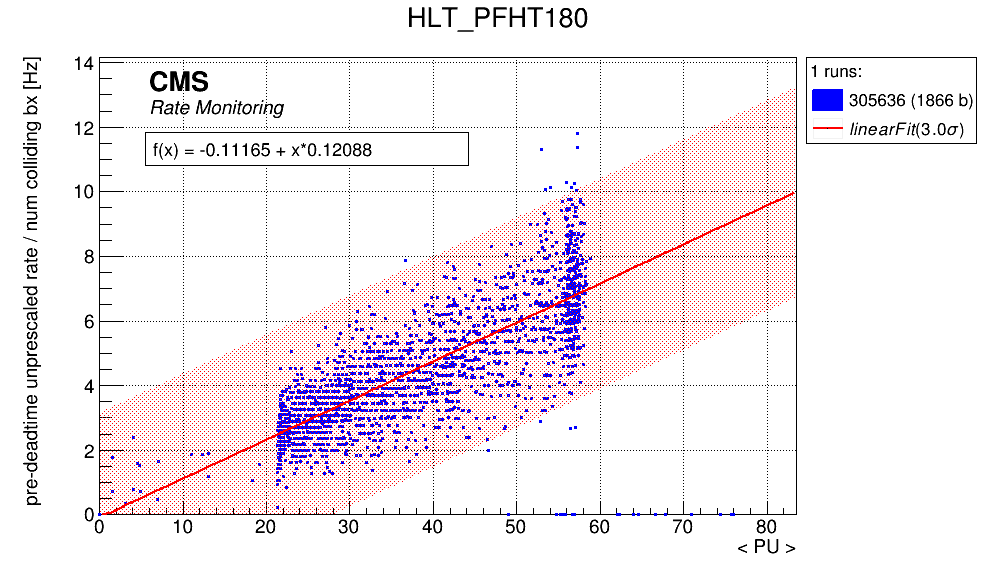 HLT_PFHT180
pre-deadtime unprescaled rate / num colliding bx [Hz]
14
12
10
8
6
4
2
0
CMS
Rate Monitoring
f(x) = -0.11165 + x*0.12088
1 runs:
305636 (1866 b)
linearFit(3.0σ)
0 10 20 30 40 50 60 70 80
< PU >